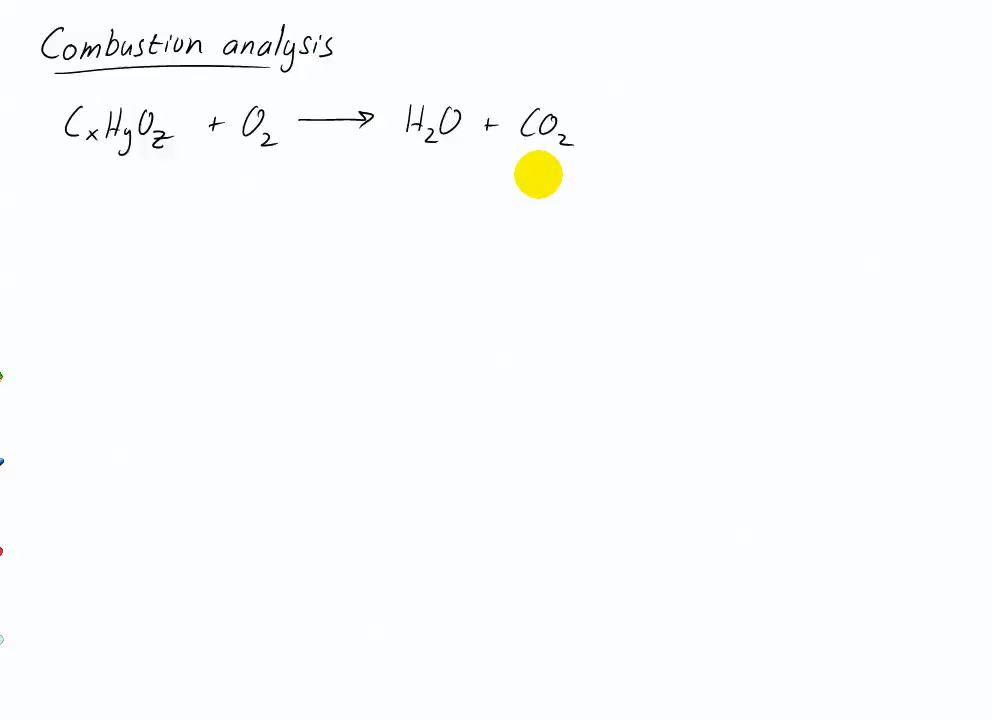 Combustion analysis
CxHyOz + O2 ⟶ H2O + CO2